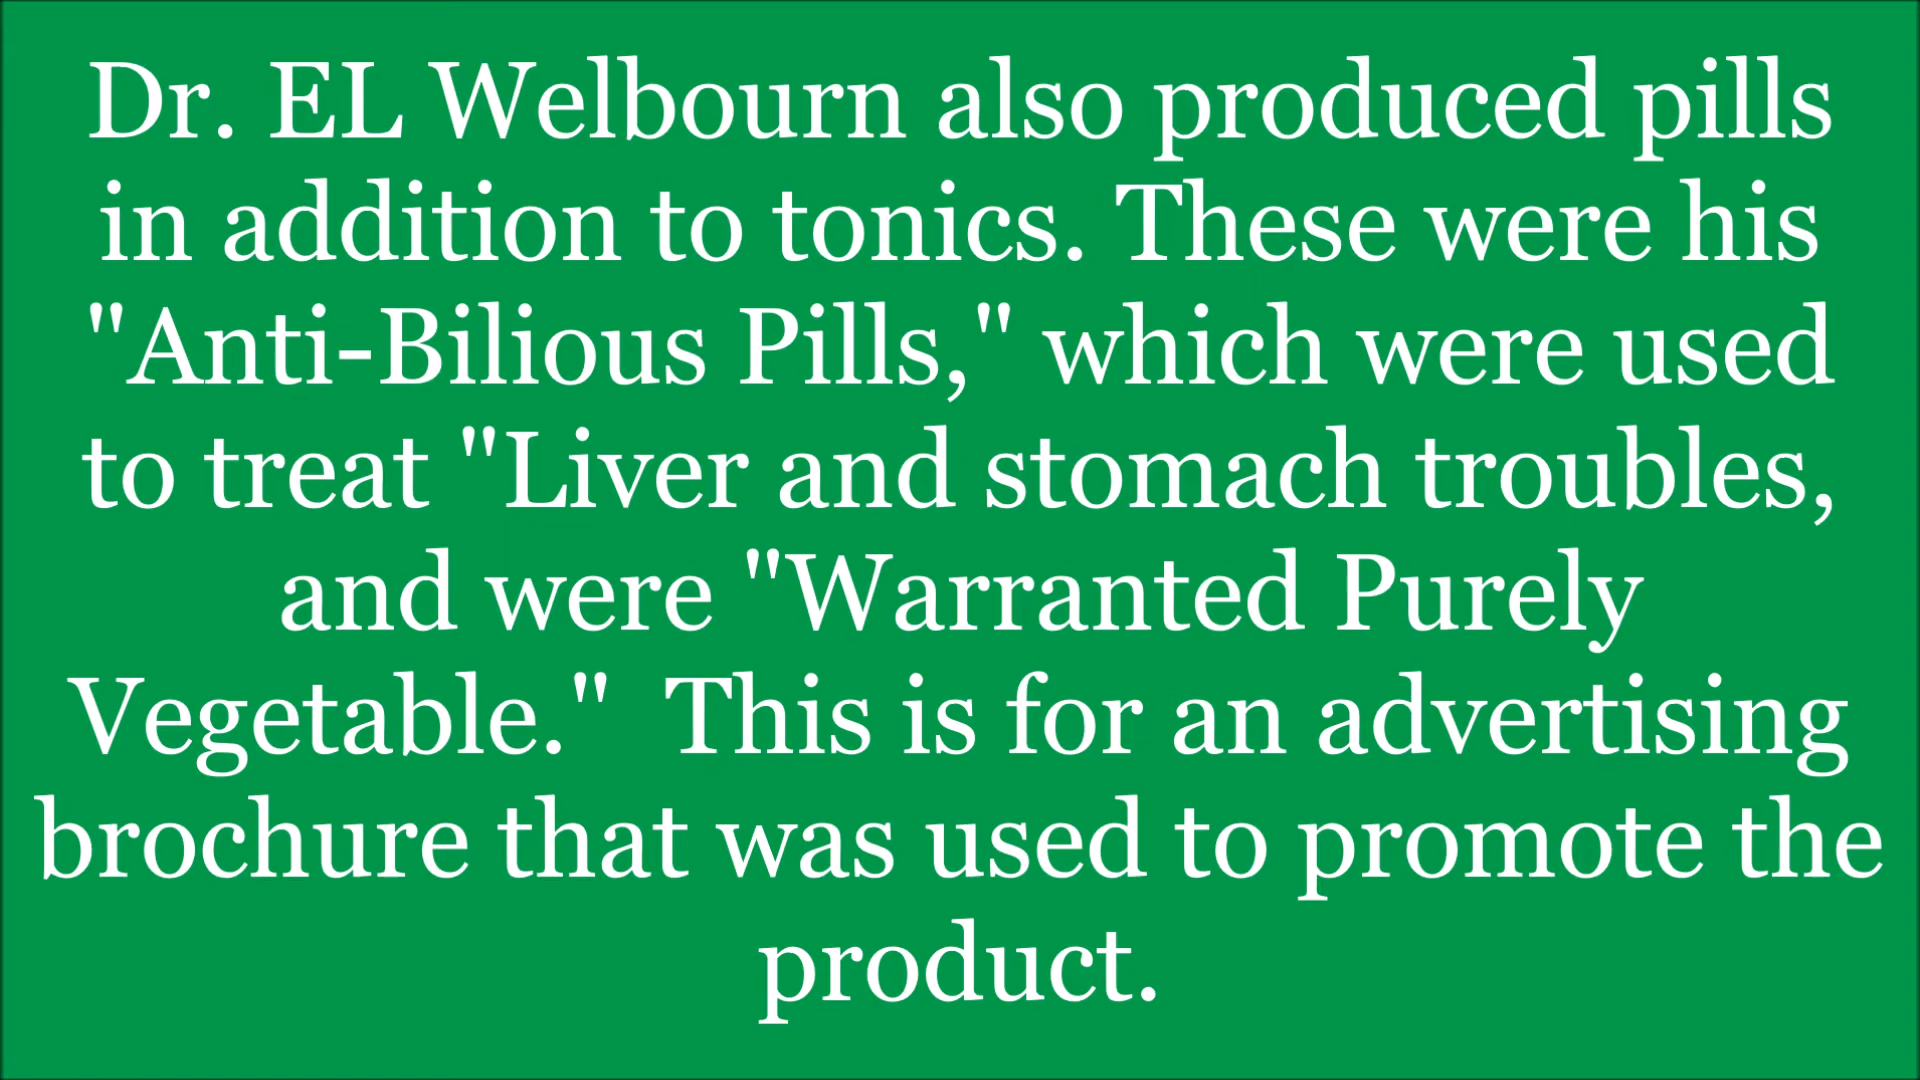 Dr. EL Welbourn also produced pills
in addition to tonics. These were his
"Anti-Bilious Pills," which were used
to treat "Liver and stomach troubles,
and were "Warranted Purely
Vegetable."  This is for an advertising
brochure that was used to promote the
product.